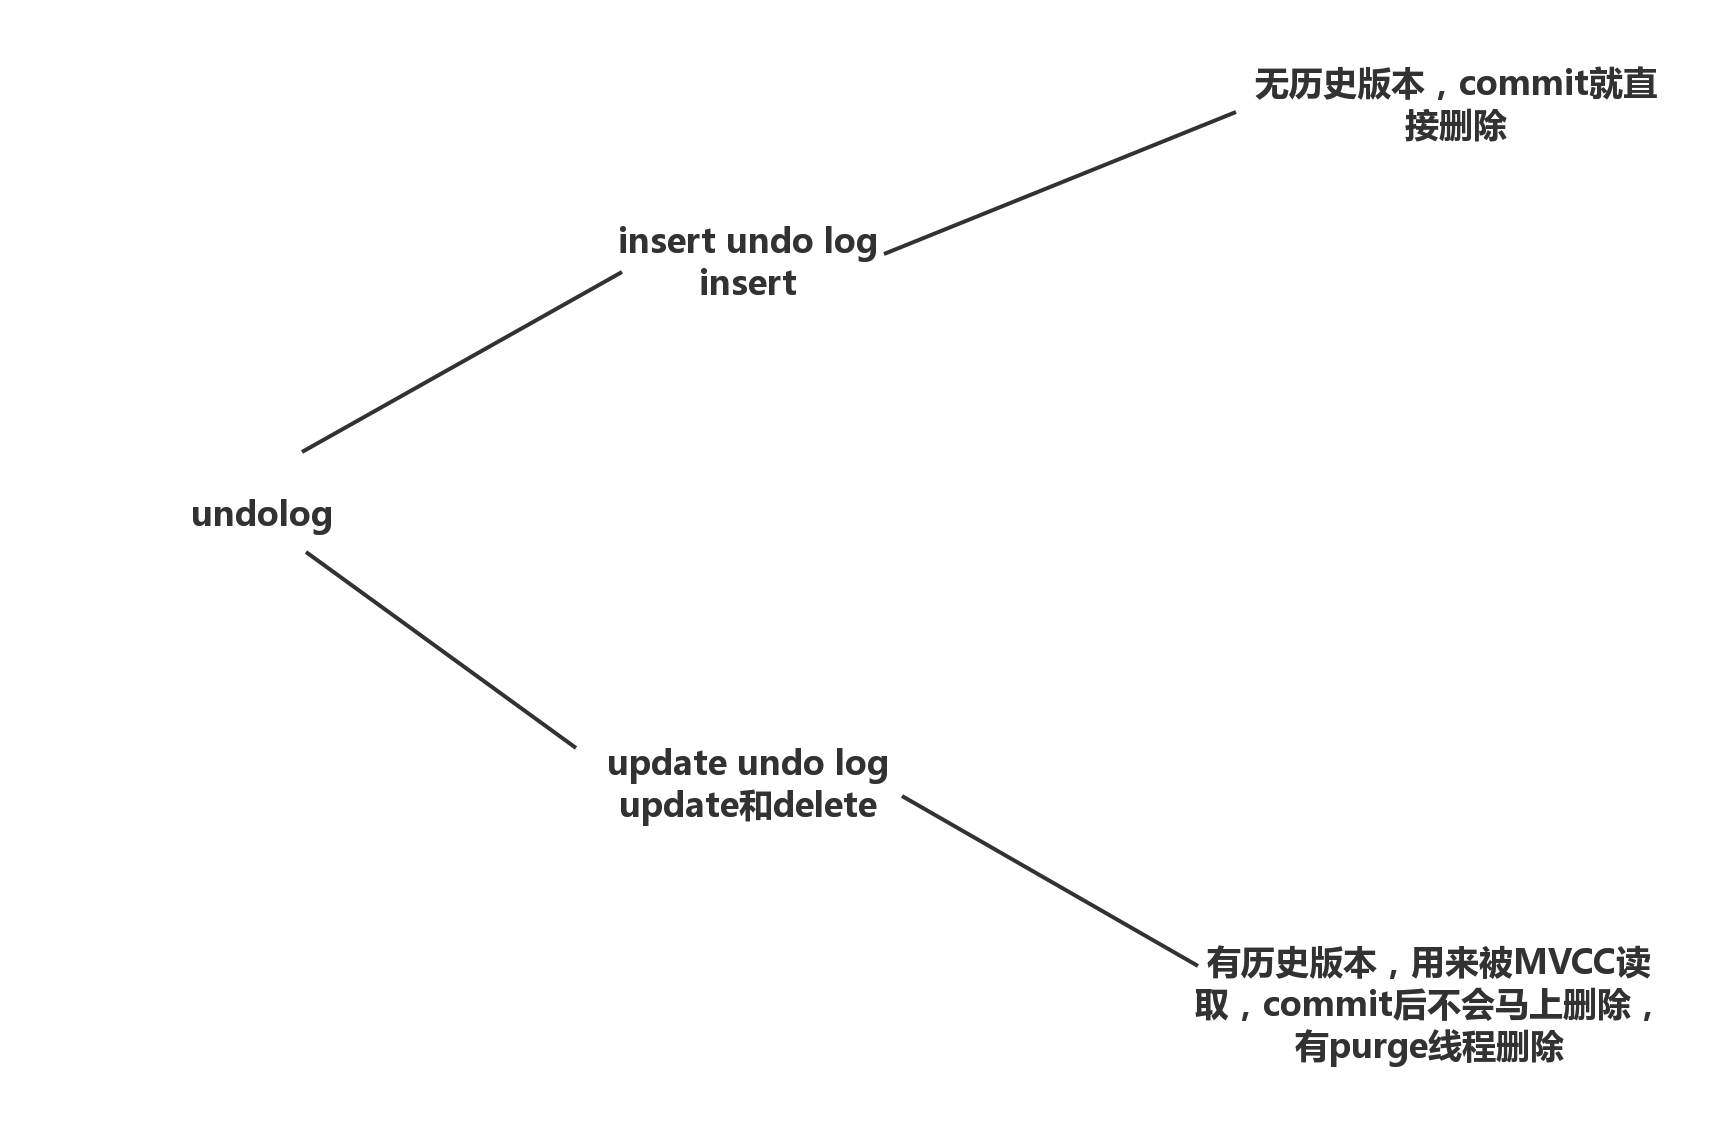 无历史版本，commit就直
接删除
insert undo log
insert
undolog
update undo log
update和delete
有历史版本，用来被MVCC读
取，commit后不会马上删除，
有purge线程删除